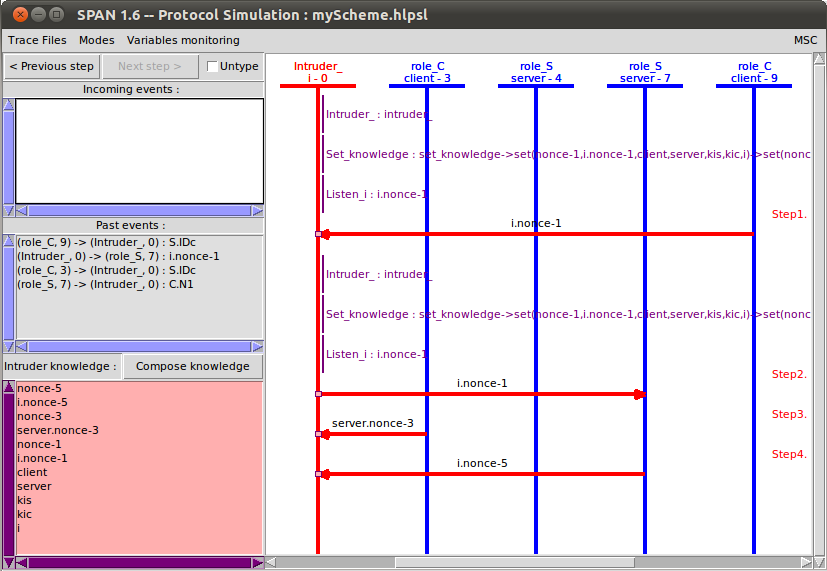 SPAN 1.6 -- Protocol Simulation : myScheme.hlpsl
Trace Files Modes Variables monitoring MSC
< Previous step Next step > Untype
Incoming events :
Past events :
(role_C, 9) -> (Intruder_, 0) : S.IDc
(Intruder_, 0) -> (role_S, 7) : i.nonce-1
(role_C, 3) -> (Intruder_, 0) : S.IDc
(role_S, 7) -> (Intruder_, 0) : C.N1
Intruder knowledge : Compose knowledge
nonce-5
i.nonce-5
nonce-3
server.nonce-3
nonce-1
i.nonce-1
client
server
kis
kic
i
Intruder_ role_C role_S role_S role_C
i - 0 client - 3 server - 4 server - 7 client - 9
Intruder_ : intruder_
Set_knowledge : set_knowledge->set(nonce-1,i.nonce-1,client,server,kis,kic,i)->set(nonc
Listen_i : i.nonce-1
Step1.
i.nonce-1
Intruder_ : intruder_
Set_knowledge : set_knowledge->set(nonce-1,i.nonce-1,client,server,kis,kic,i)->set(nonc
Listen_i : i.nonce-1
Step2.
i.nonce-1
Step3.
server.nonce-3
Step4.
i.nonce-5